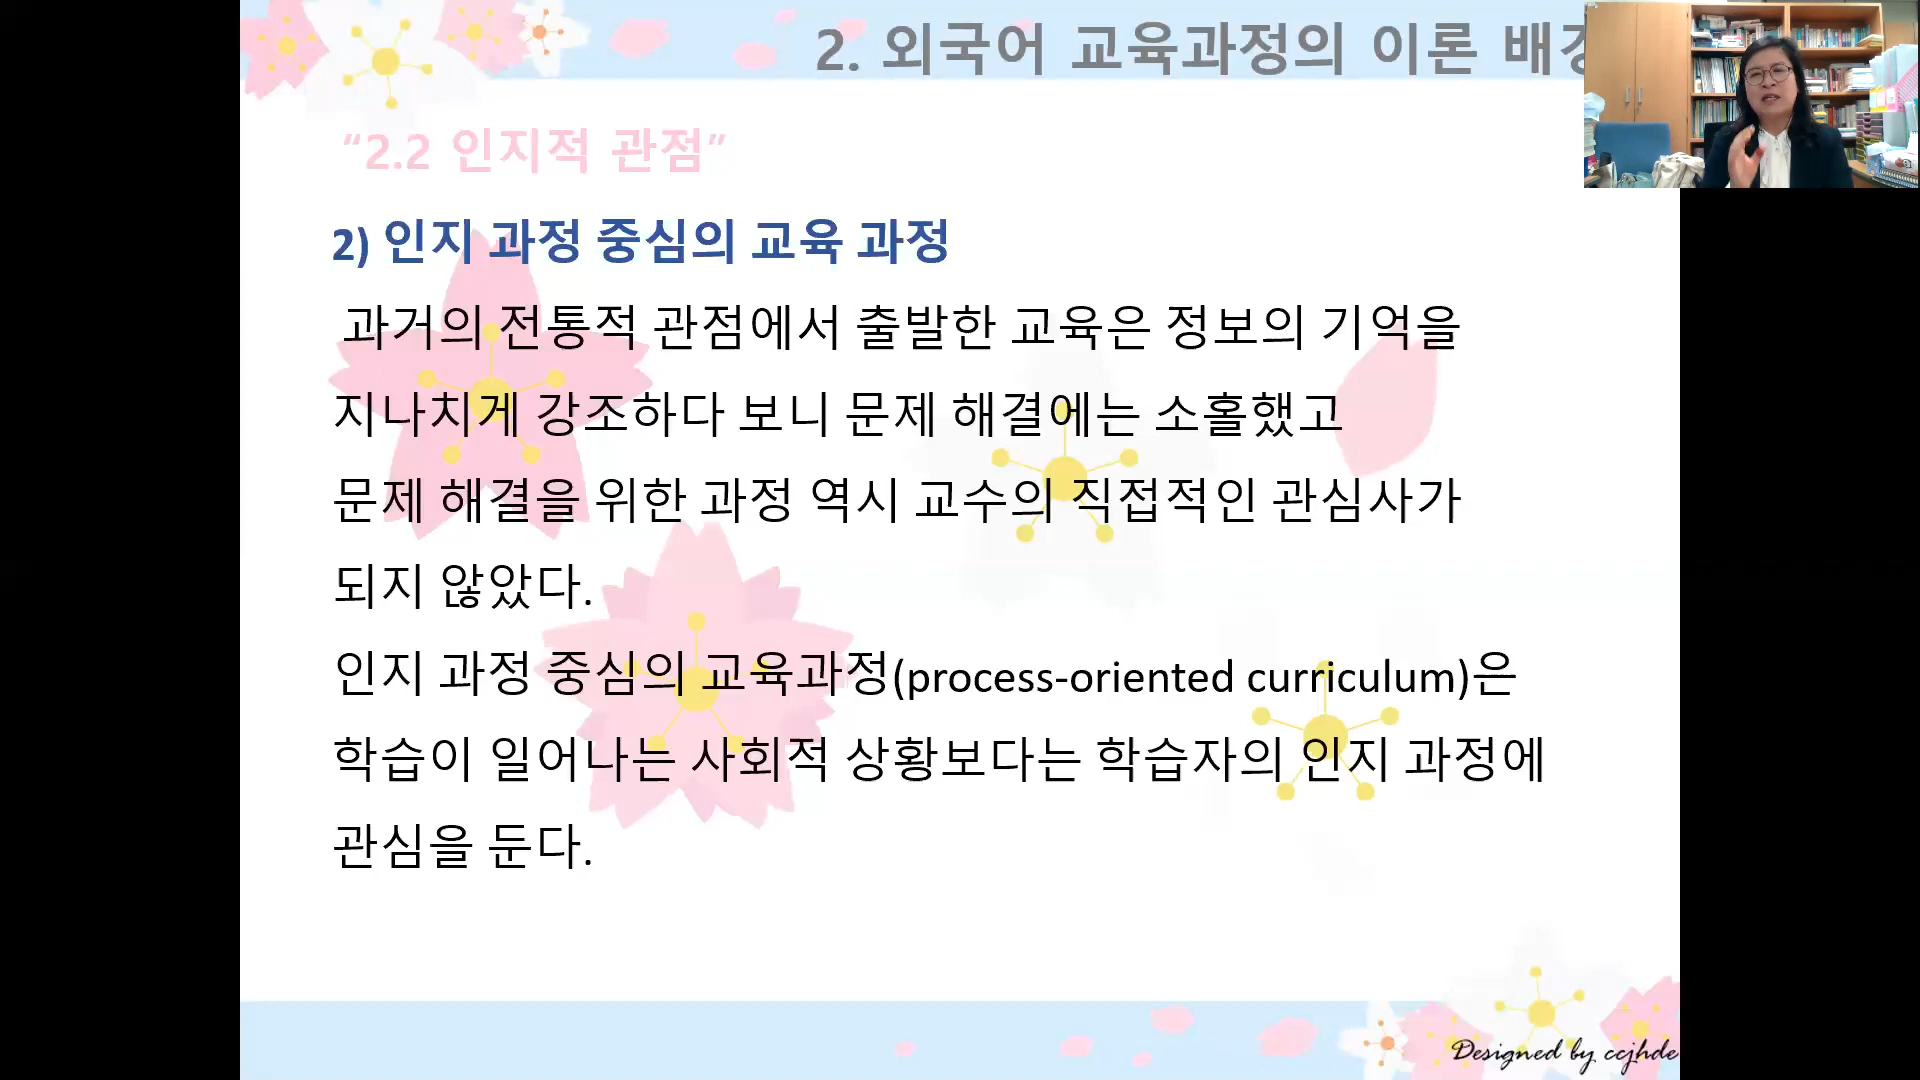 2. 외국어 교육과정의 이론
“2.2 인지적 관점”
2) 인지 과정 중심의 교육 과정
과거의 전통적 관점에서 출발한 교육은 정보의 기억을
지나치게 강조하다 보니 문제 해결에는 소홀했고
문제 해결을 위한 과정 역시 교수의 직접적인 관심사가
되지 않았다.
인지 과정 중심의 교육과정(process-oriented curriculum)은
학습이 일어나는 사회적 상황보다는 학습자의 인지 과정에
관심을 둔다.
Designed by ccjhde